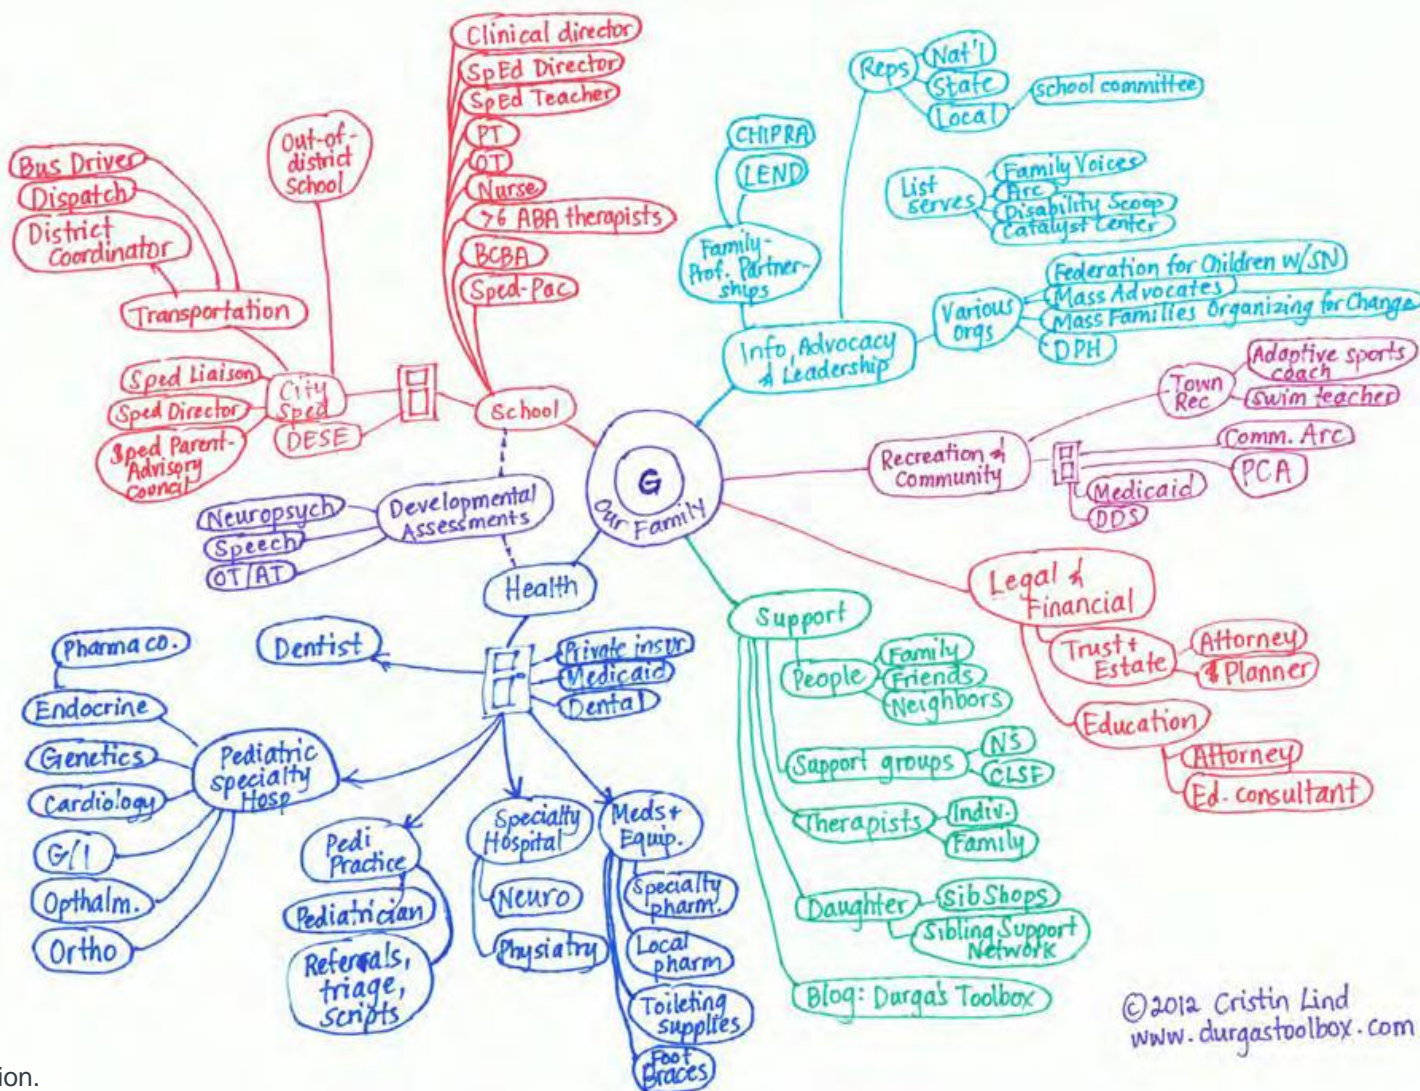 Clinical director
SpEd Director
SpEd Teacher
PT
OT
Nurse
>6 ABA therapists
BCBA
Sped-Pac
Out-of-
district
School
Bus Driver
Dispatch
District
Coordinator
Transportation
Sped Liaison
Sped Director
Sped Parent-
Advisory
Council
City
Sped
DESE
School
Reps
Nat'l
State
Local
school committee
CHIPRA
LEND
Family-
Prof. Partner-
ships
List
serves
Family Voices
Arc
Disability Scoop
Catalyst Center
Info, Advocacy
& Leadership
Various
orgs
Federation for Children w/SN
Mass Advocates
Mass Families Organizing for Change
DPH
Town
Rec
Adaptive sports
coach
swim teacher
Recreation &
Community
Comm. Arc
PCA
Medicaid
DDS
G
Our Family
Developmental
Assessments
Neuropsych
Speech
OT/AT
Health
Private insur.
Medicaid
Dental
Dentist
Pharma co.
Endocrine
Genetics
Cardiology
G/I
Opthalm.
Ortho
Pediatric
specialty
Hosp
Pedi
Practice
Pediatrician
Referrals,
triage,
scripts
Specialty
Hospital
Neuro
Physiatry
Meds +
Equip.
Specialty
pharm.
Local
pharm
Toileting
supplies
Foot
Braces
Support
People
Family
Friends
Neighbors
Support groups
NS
CLSF
Therapists
Indiv.
Family
Daughter
SibShops
Sibling Support
Network
Blog: Durga's Toolbox
Legal &
Financial
Trust +
Estate
Attorney
$ Planner
Education
Attorney
Ed. consultant
©2012 Cristin Lind
www.durgastoolbox.com
ion.